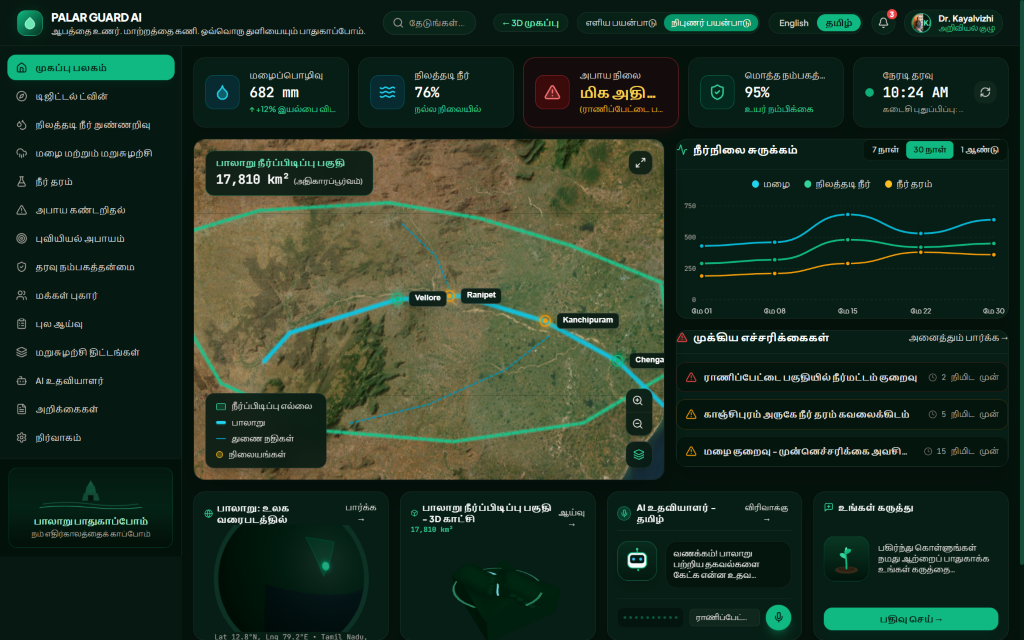 PALAR GUARD AI
ஆபத்தை உணர். மாற்றத்தை கணி. ஒவ்வொரு துளியையும் பாதுகாப்போம்.
தேடுங்கள்...
←3D முகப்பு
எளிய பயன்பாடு
நிபுணர் பயன்பாடு
English
தமிழ்
3
Dr. Kayalvizhi
அறிவியல் குழு
முகப்பு பலகம்
டிஜிட்டல் ட்வின்
நிலத்தடி நீர் நுண்ணறிவு
மழை மற்றும் மறுசுழற்சி
நீர் தரம்
அபாய கண்டறிதல்
புவியியல் அபாயம்
தரவு நம்பகத்தன்மை
மக்கள் புகார்
புல ஆய்வு
மறுசுழற்சி திட்டங்கள்
AI உதவியாளர்
அறிக்கைகள்
நிர்வாகம்
பாலாறு பாதுகாப்போம்
நம் எதிர்காலத்தைக் காப்போம்
மழைப்பொழிவு
682 mm
+12% இயல்பை விட...
நிலத்தடி நீர்
76%
நல்ல நிலையில்
அபாய நிலை
மிக அதி...
(ராணிப்பேட்டை ப...
மொத்த நம்பகத்...
95%
உயர் நம்பிக்கை
நேரடி தரவு
10:24 AM
கடைசி புதுப்பிப்பு: ...
பாலாறு நீர்ப்பிடிப்பு பகுதி
17,810 km² (அதிகாரப்பூர்வம்)
Vellore
Ranipet
Kanchipuram
Chenga
நீர்ப்பிடிப்பு எல்லை
பாலாறு
துணை நதிகள்
நிலையங்கள்
நீர்நிலை சுருக்கம்
7 நாள்
30 நாள்
1 ஆண்டு
மழை
நிலத்தடி நீர்
நீர் தரம்
750
500
250
0
மே 01
மே 08
மே 15
மே 22
மே 30
முக்கிய எச்சரிக்கைகள்
அனைத்தும் பார்க்க →
ராணிப்பேட்டை பகுதியில் நீர்மட்டம் குறைவு
2 நிமிட முன்
காஞ்சிபுரம் அருகே நீர் தரம் கவலைக்கிடம்
5 நிமிட முன்
மழை குறைவு - முன்னெச்சரிக்கை அவசி...
15 நிமிட முன்
பாலாறு: உலக
வரைபடத்தில்
பார்க்க
→
Lat 12.8°N, Lng 79.2°E • Tamil Nadu,
பாலாறு நீர்ப்பிடிப்பு பகுதி
- 3D காட்சி
17,810 km²
ஆய்வு
→
AI உதவியாளர் -
தமிழ்
விரிவாக்கு
→
வணக்கம்! பாலாறு
பற்றிய தகவல்களை
கேட்க என்ன உதவ...
ராணிப்பேட்...
உங்கள் கருத்து
பகிர்ந்து கொள்ளுங்கள்
நமது ஆற்றைப் பாதுகாக்க
உங்கள் கருத்தை...
பதிவு செய் →